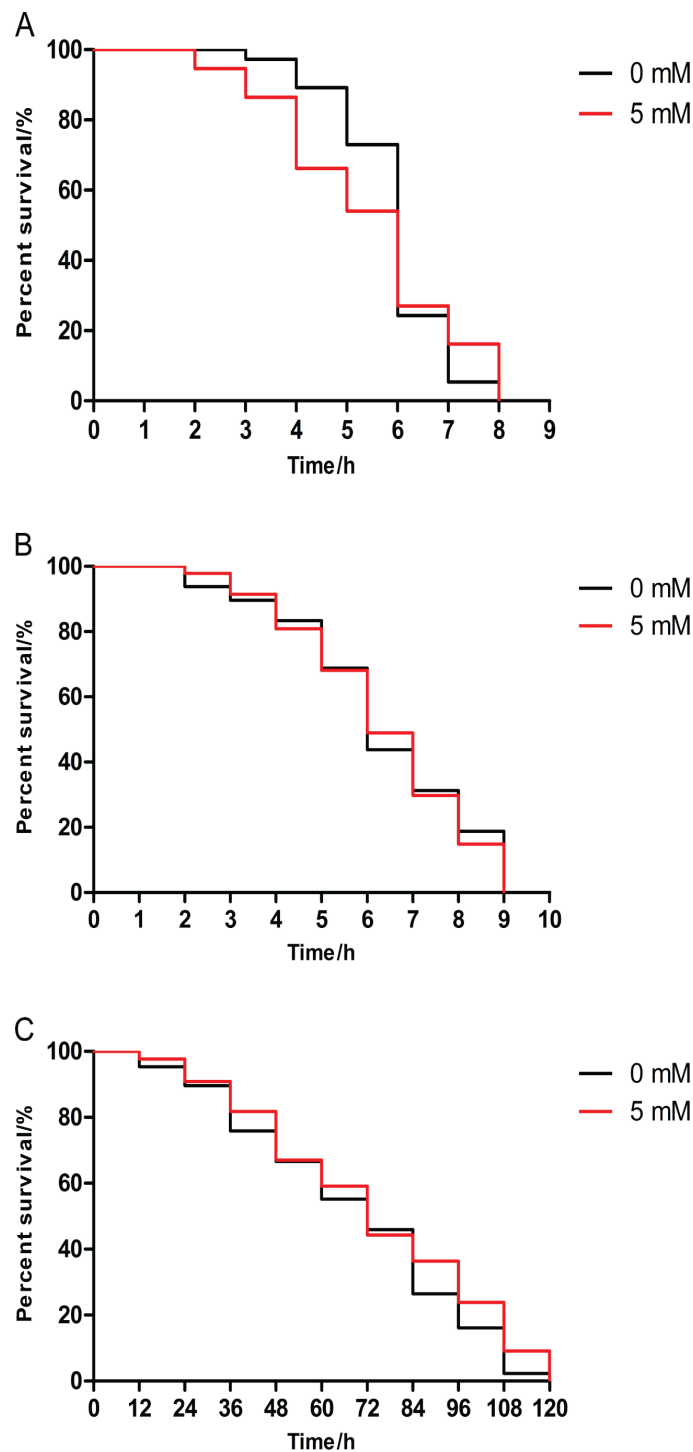 A
100
80
60
40
20
0
Percent survival/%
0 1 2 3 4 5 6 7 8 9
Time/h
0 mM
5 mM
B
100
80
60
40
20
0
Percent survival/%
0 1 2 3 4 5 6 7 8 9 10
Time/h
0 mM
5 mM
C
100
80
60
40
20
0
Percent survival/%
0 12 24 36 48 60 72 84 96 108 120
Time/h
0 mM
5 mM